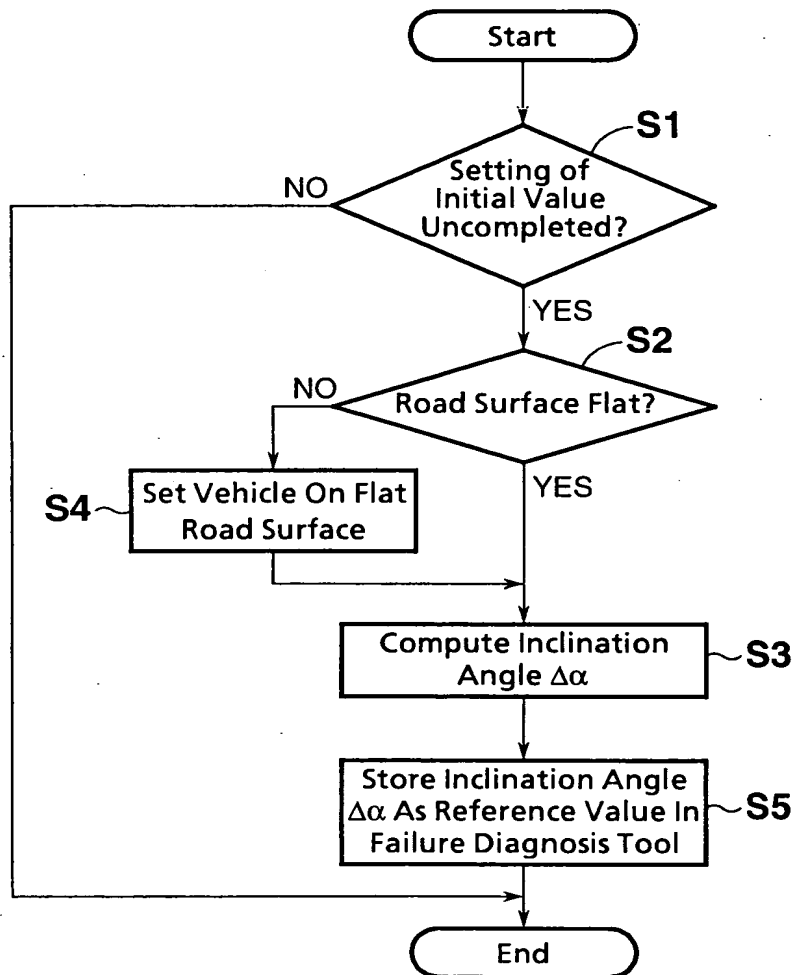 Start
S1
Setting of
Initial Value
Uncompleted?
NO
YES
S2
Road Surface Flat?
NO
YES
S4
Set Vehicle On Flat
Road Surface
Compute Inclination
Angle Δα
S3
Store Inclination Angle
Δα As Reference Value In
Failure Diagnosis Tool
S5
End